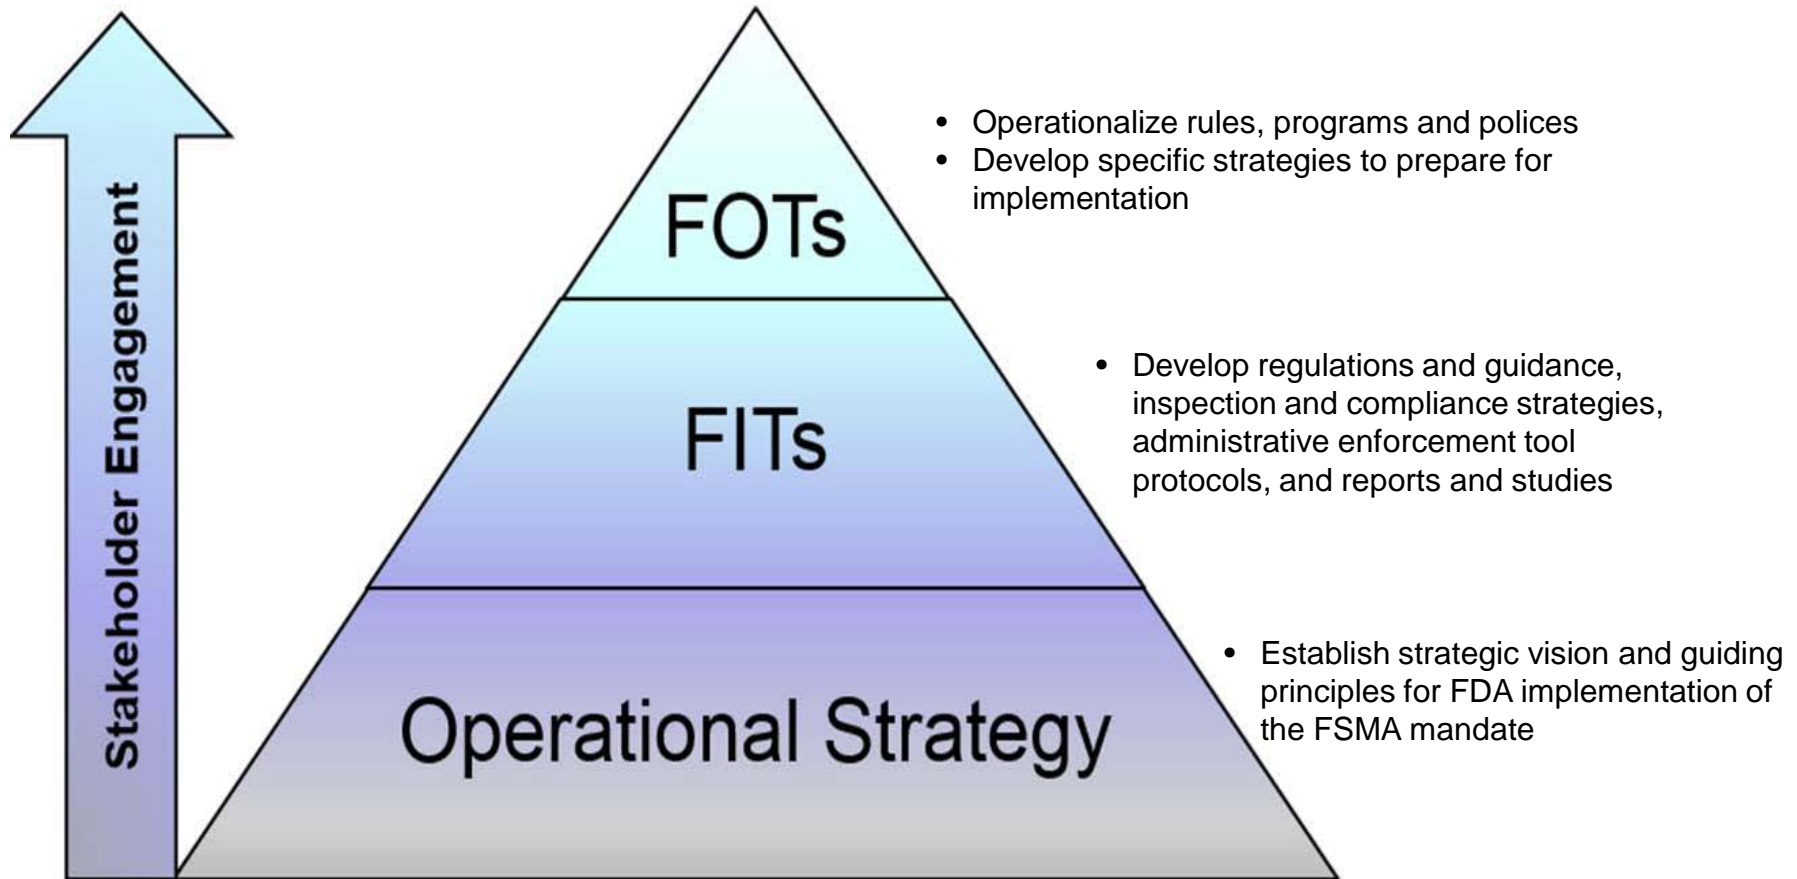 Stakeholder Engagement
FOTs
• Operationalize rules, programs and polices
• Develop specific strategies to prepare for
implementation
FITs
• Develop regulations and guidance,
inspection and compliance strategies,
administrative enforcement tool
protocols, and reports and studies
Operational Strategy
• Establish strategic vision and guiding
principles for FDA implementation of
the FSMA mandate